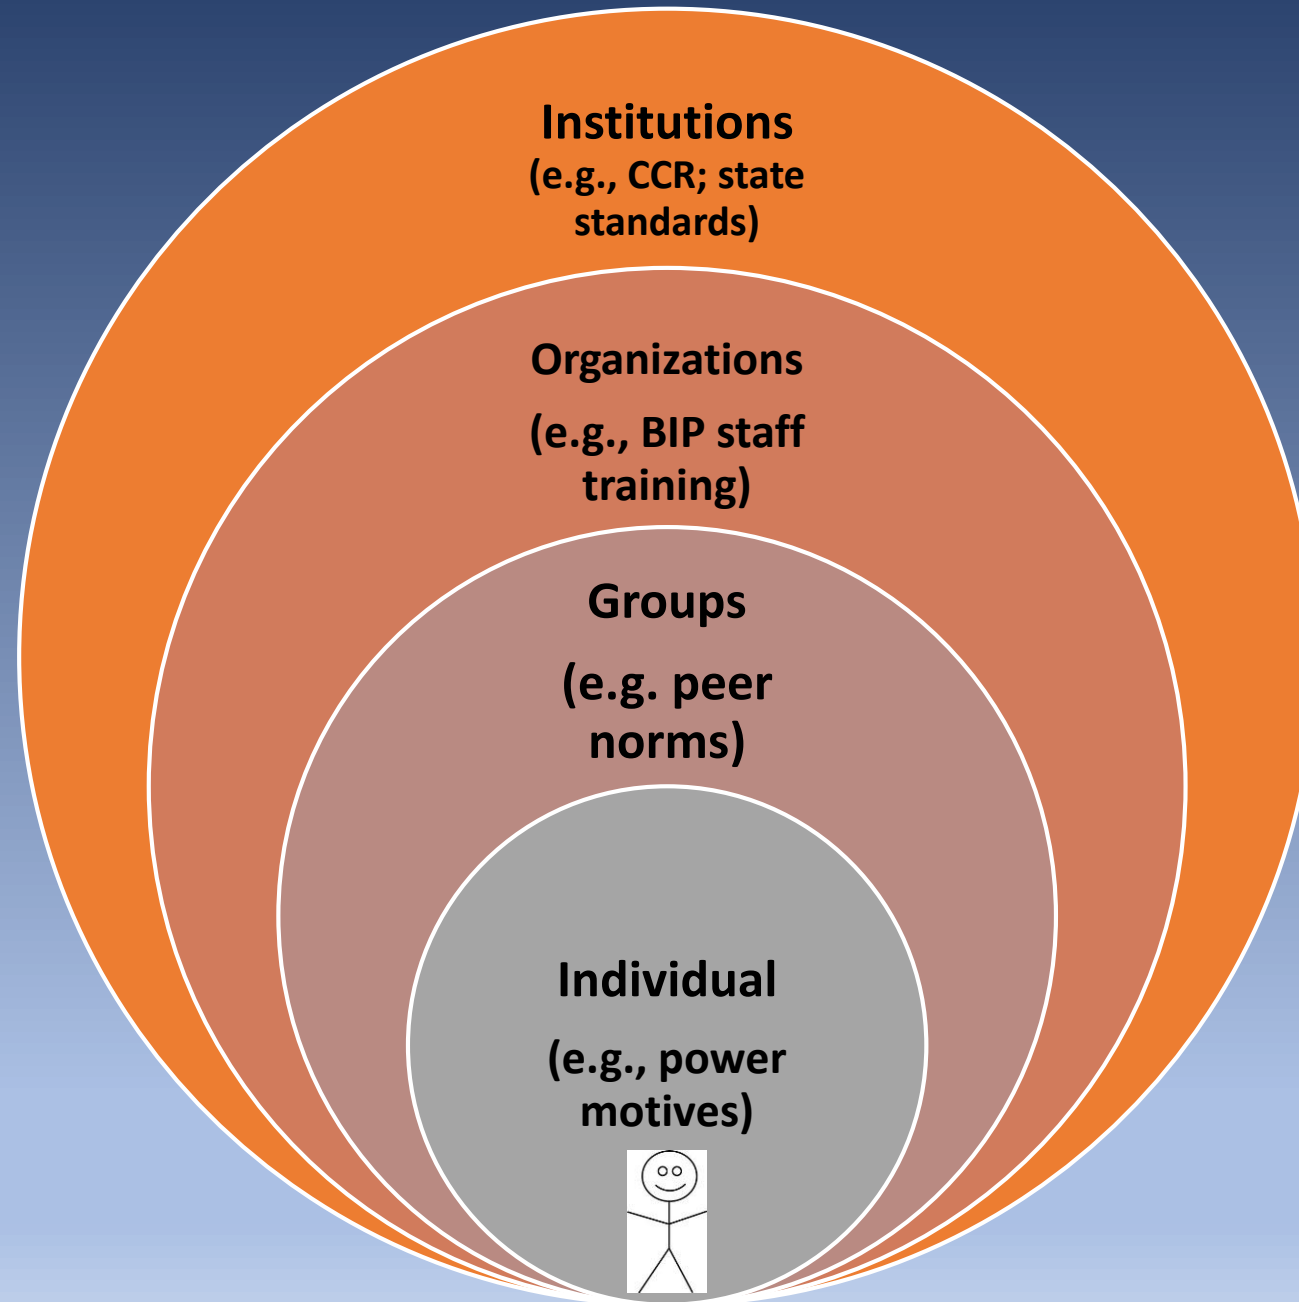 Institutions
(e.g., CCR; state
standards)
Organizations
(e.g., BIP staff
training)
Groups
(e.g. peer
norms)
Individual
(e.g., power
motives)